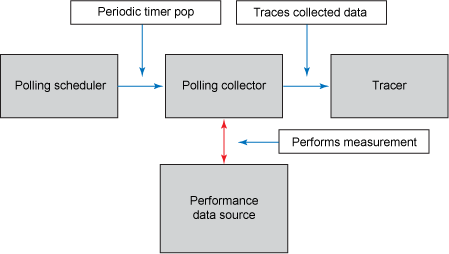 Periodic timer pop
Traces collected data
Polling scheduler
Polling collector
Tracer
Performs measurement
Performance
data source